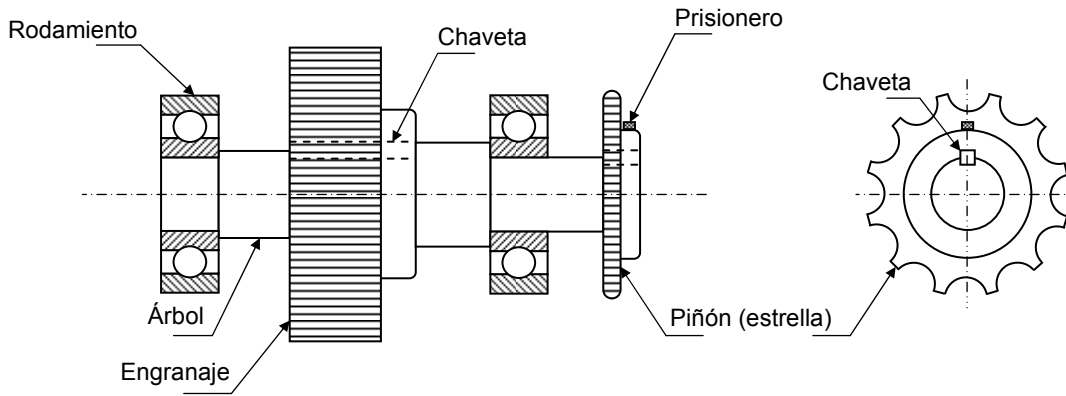 Rodamiento
Chaveta
Prisionero
Chaveta
Árbol
Engranaje
Piñón (estrella)